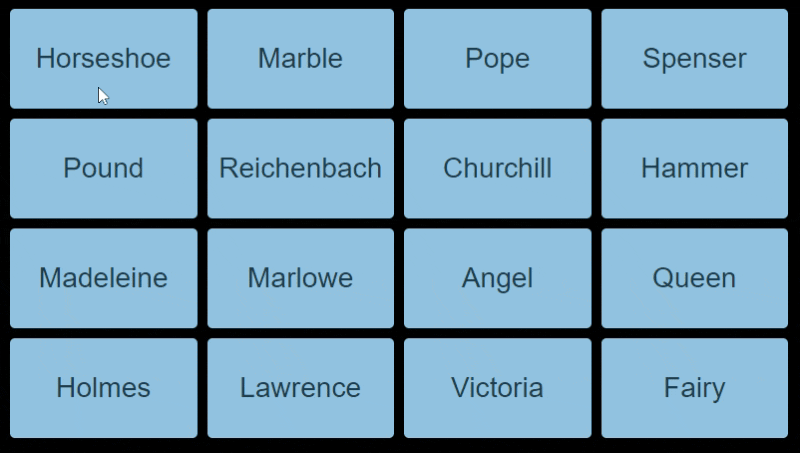 Horseshoe Marble Pope Spenser
Pound Reichenbach Churchill Hammer
Madeleine Marlowe Angel Queen
Holmes Lawrence Victoria Fairy